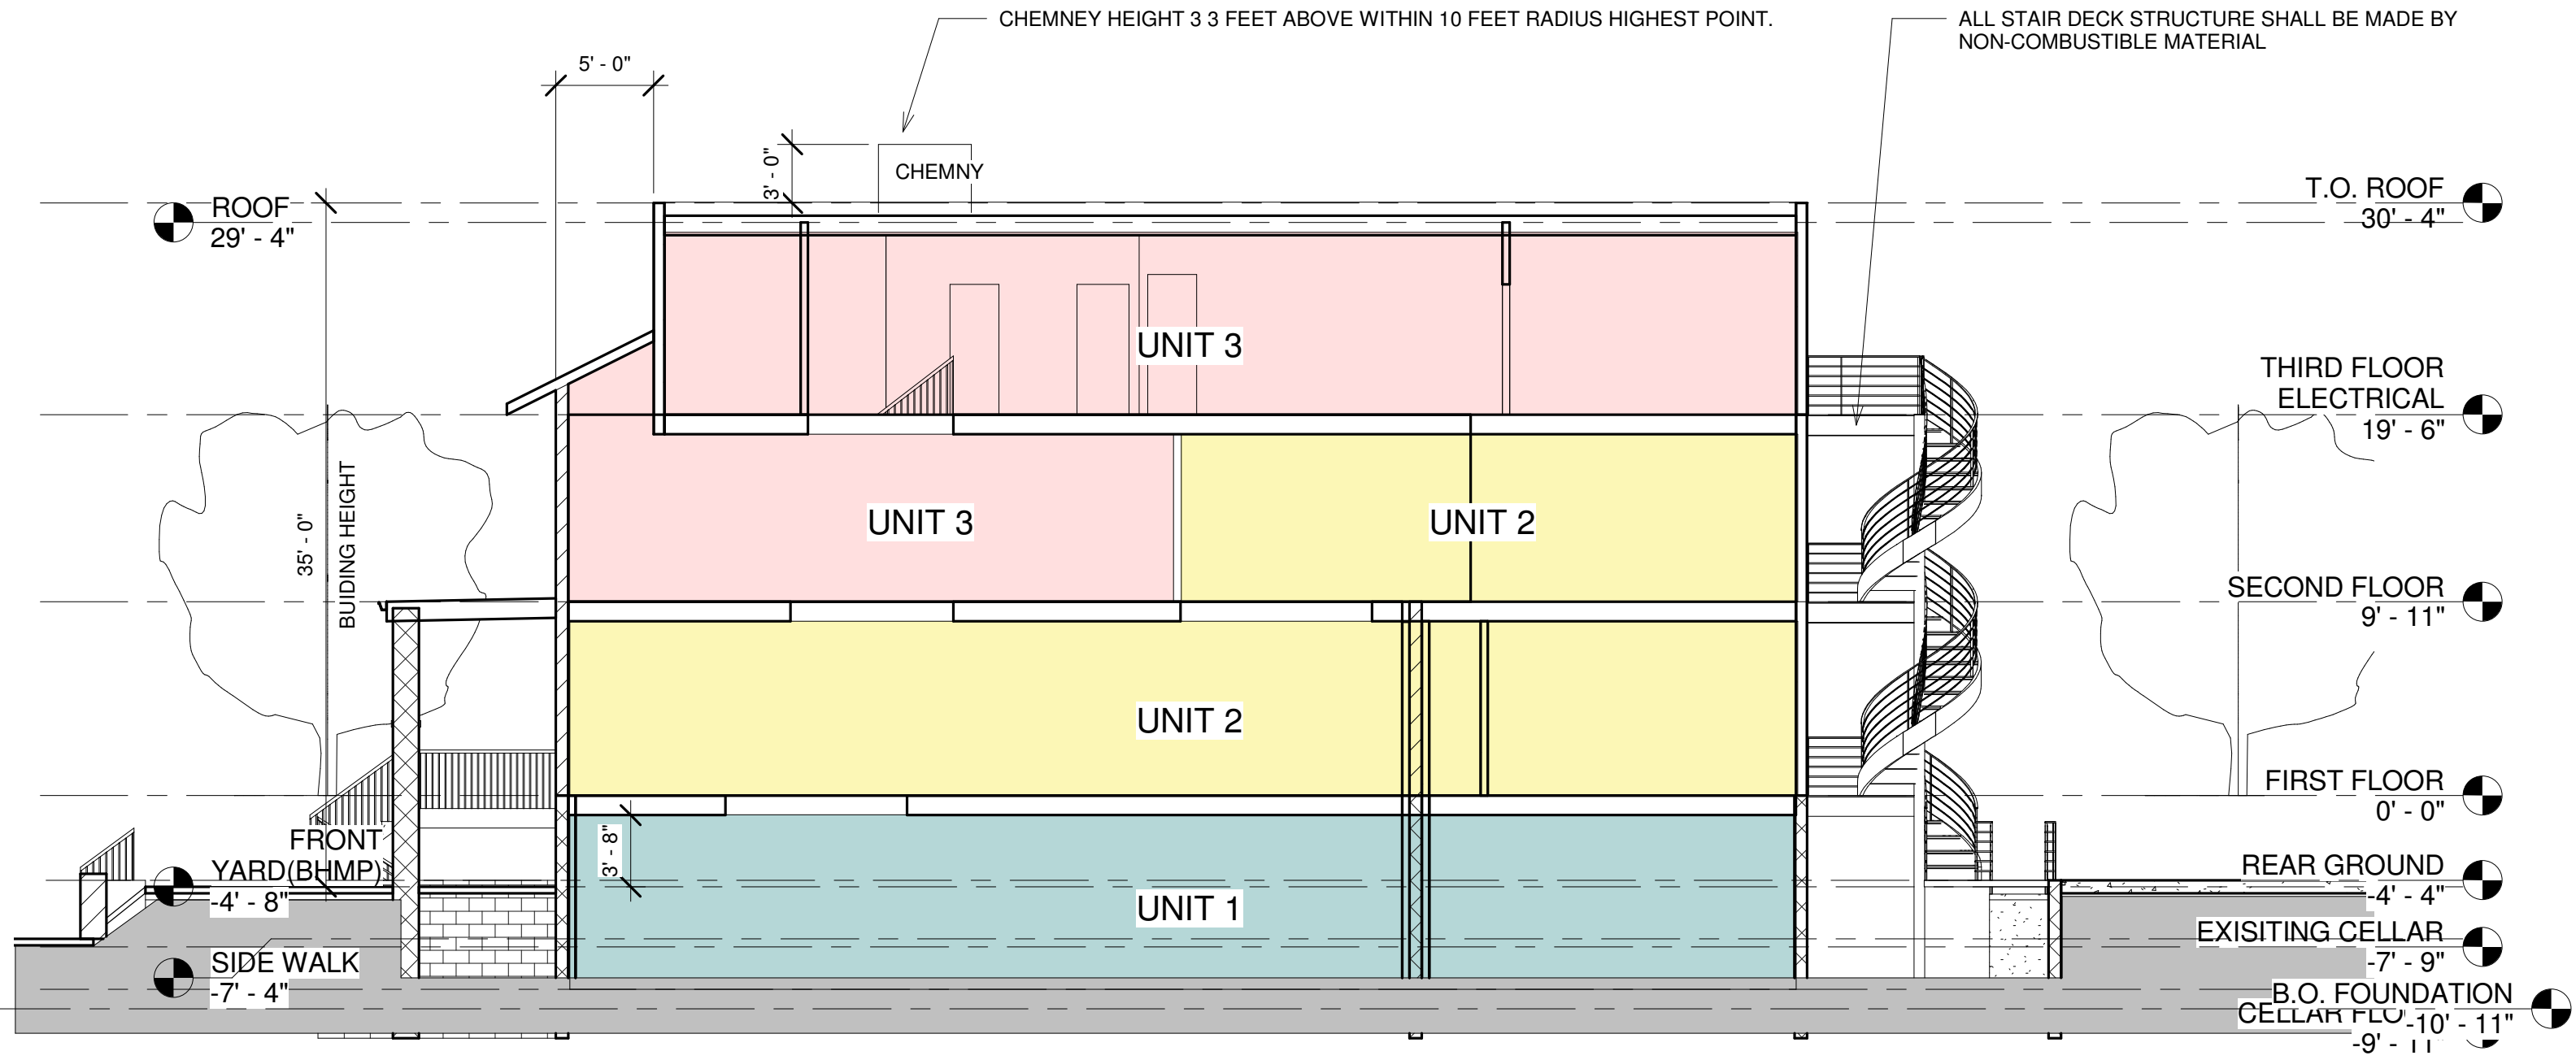 CHEMNEY HEIGHT 3 3 FEET ABOVE WITHIN 10 FEET RADIUS HIGHEST POINT.
ALL STAIR DECK STRUCTURE SHALL BE MADE BY
NON-COMBUSTIBLE MATERIAL
5' - 0"
3' - 0"
CHEMNY
ROOF
29' - 4"
T.O. ROOF
30' - 4"
UNIT 3
THIRD FLOOR
ELECTRICAL
19' - 6"
35' - 0"
BUIDING HEIGHT
UNIT 3
UNIT 2
SECOND FLOOR
9' - 11"
UNIT 2
FIRST FLOOR
0' - 0"
3' - 8"
FRONT
YARD(BHMP)
-4' - 8"
UNIT 1
REAR GROUND
-4' - 4"
EXISITING CELLAR
-7' - 9"
SIDE WALK
-7' - 4"
B.O. FOUNDATION
-10' - 11"
CELLAR FLO
-9' - 11"